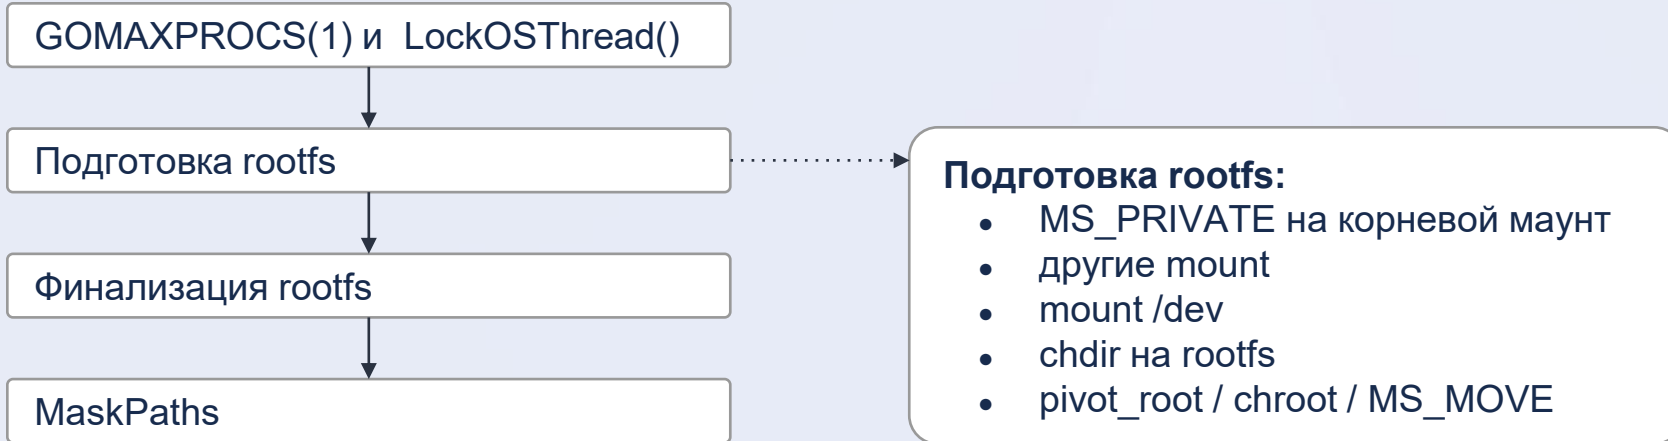 GOMAXPROCS(1) и LockOSThread()
Подготовка rootfs
Финализация rootfs
MaskPaths
Подготовка rootfs:
● MS_PRIVATE на корневой маунт
● другие mount
● mount /dev
● chdir на rootfs
● pivot_root / chroot / MS_MOVE